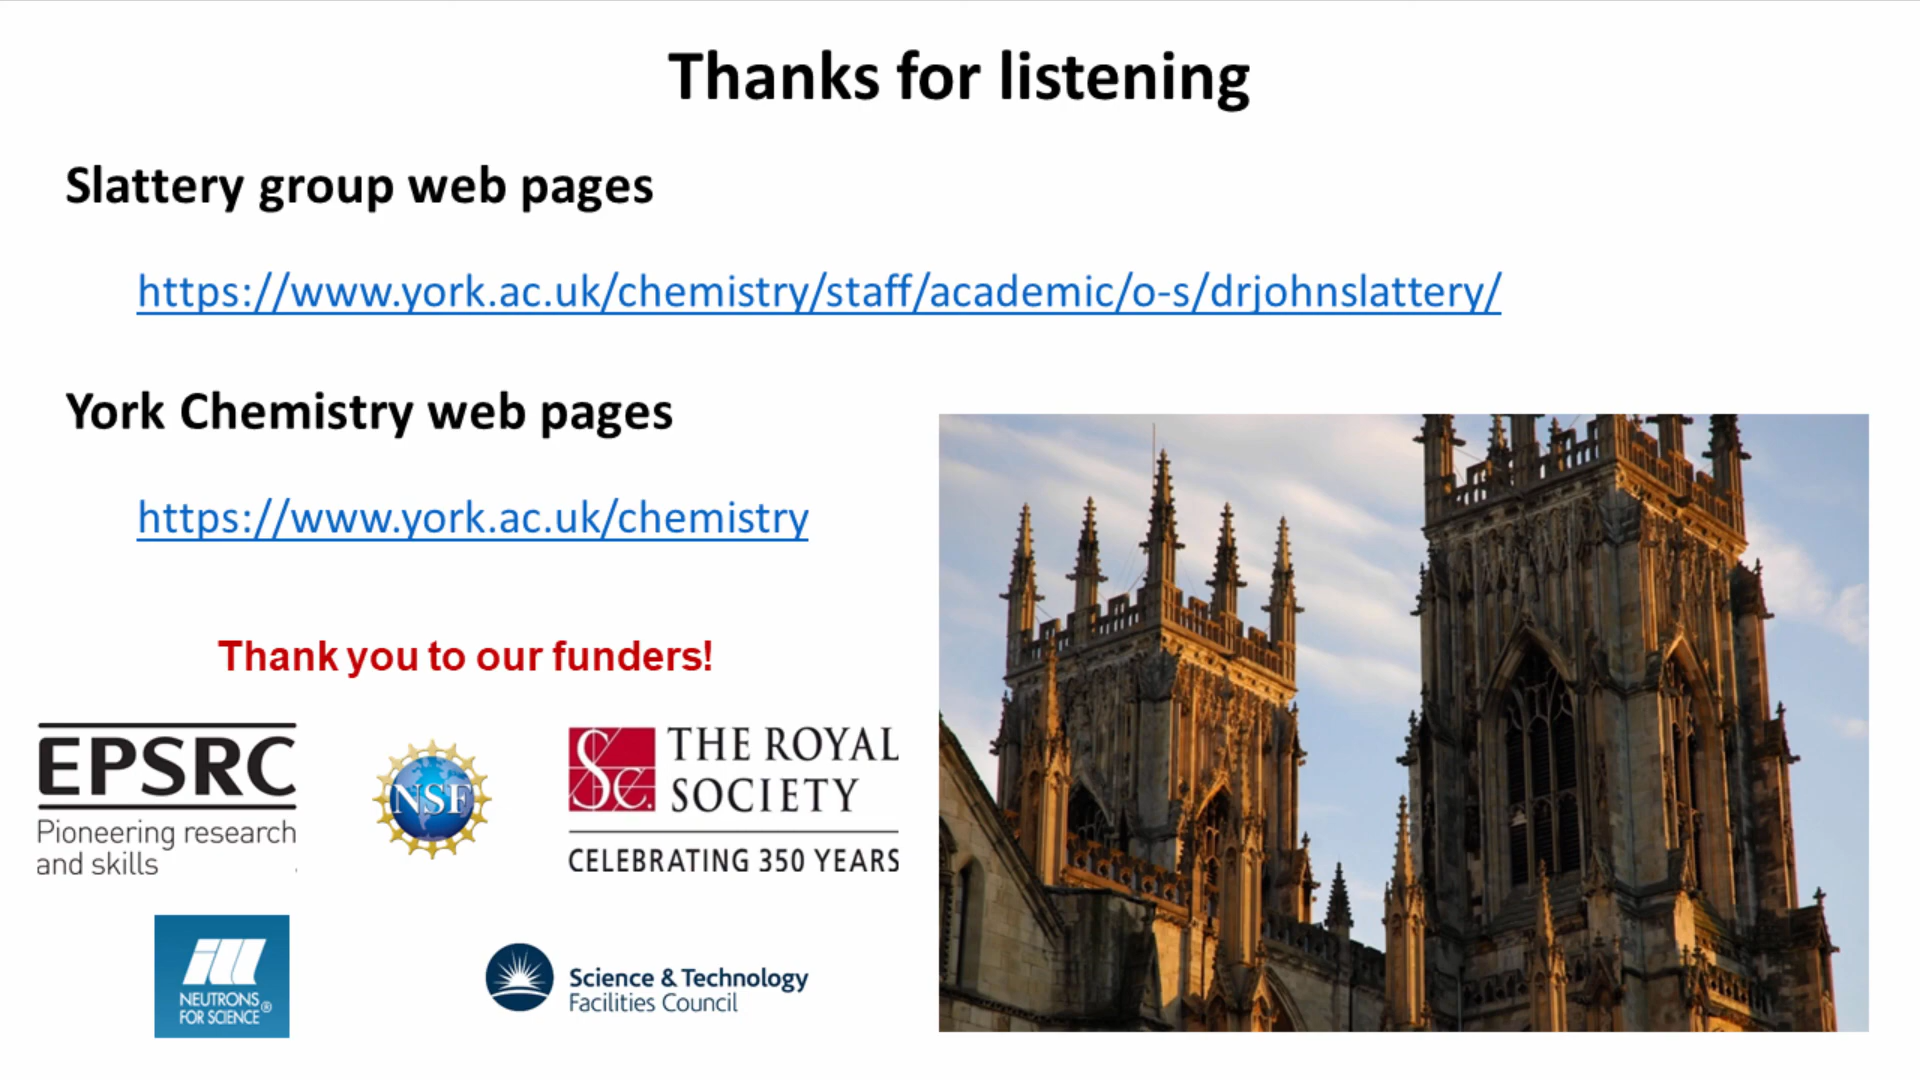 Thanks for listening
Slattery group web pages
https://www.york.ac.uk/chemistry/staff/academic/o-s/drjohnslattery/
York Chemistry web pages
https://www.york.ac.uk/chemistry
Thank you to our funders!
EPSRC
Pioneering research
and skills
NSF
Sc.
THE ROYAL
SOCIETY
CELEBRATING 350 YEARS
ill
NEUTRONS
FOR SCIENCE®
Science & Technology
Facilities Council